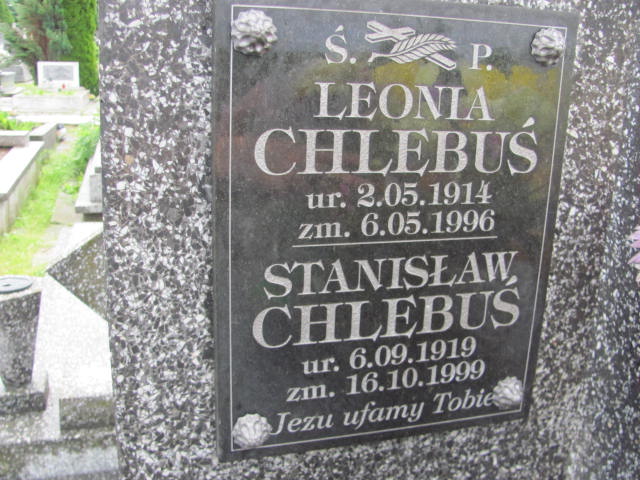 Ś. P.
LEONIA
CHLEBUŚ
ur. 2.05.1914
zm. 6.05.1996
STANISŁAW
CHLEBUŚ
ur. 6.09.1919
zm. 16.10.1999
Jezu ufamy Tobie